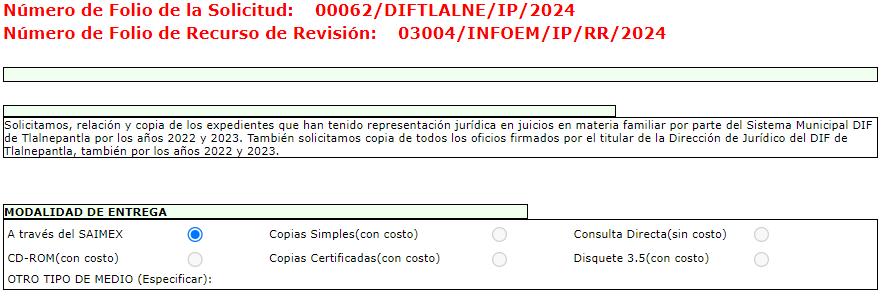 Número de Folio de la Solicitud: 00062/DIFTLALNE/IP/2024
Número de Folio de Recurso de Revisión: 03004/INFOEM/IP/RR/2024
Solicitamos, relación y copia de los expedientes que han tenido representación jurídica en juicios en materia familiar por parte del Sistema Municipal DIF
de Tlalnepantla por los años 2022 y 2023. También solicitamos copia de todos los oficios firmados por el titular de la Dirección de Jurídico del DIF de
Tlalnepantla, también por los años 2022 y 2023.
MODALIDAD DE ENTREGA
A través del SAIMEX Copias Simples(con costo) Consulta Directa(sin costo)
CD-ROM(con costo) Copias Certificadas(con costo) Disquete 3.5(con costo)
OTRO TIPO DE MEDIO (Especificar):